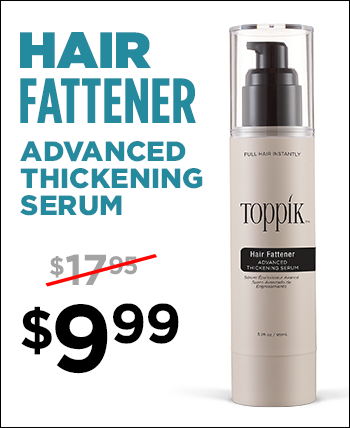 HAIR
FATTENER
ADVANCED
THICKENING
SERUM
$17.95
$9.99
FULL HAIR INSTANTLY
TOPPIK
Hair Fattener
ADVANCED
THICKENING SERUM